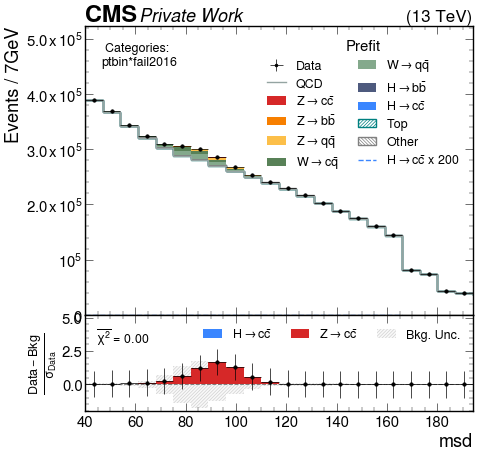 CMS Private Work (13 TeV)
Events / 7GeV
5.0×10⁵
4.0×10⁵
3.0×10⁵
2.0×10⁵
10⁵
0
Categories:
ptbin*fail2016
Prefit
Data
QCD
Z→cc̄
Z→bb̄
Z→qq̄
W→cq̄
W→qq̄
H→bb̄
H→cc̄
Top
Other
H→cc̄ x 200
Data − Bkg
σData
5.0
2.5
0.0
χ̅² = 0.00
H→cc̄ Z→cc̄ Bkg. Unc.
40 60 80 100 120 140 160 180
msd